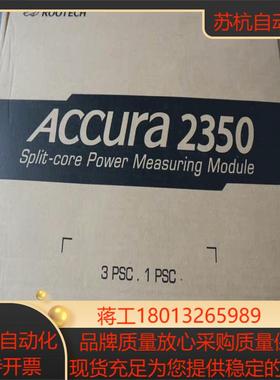 ROOTECH
苏杭自动
ACCURA 2350
Split-core Power Measuring Module
3 PSC , 1 PSC
蒋工18013265989
自动化 品牌质量放心采购质量保
开票 现货充足为您提供稳定的